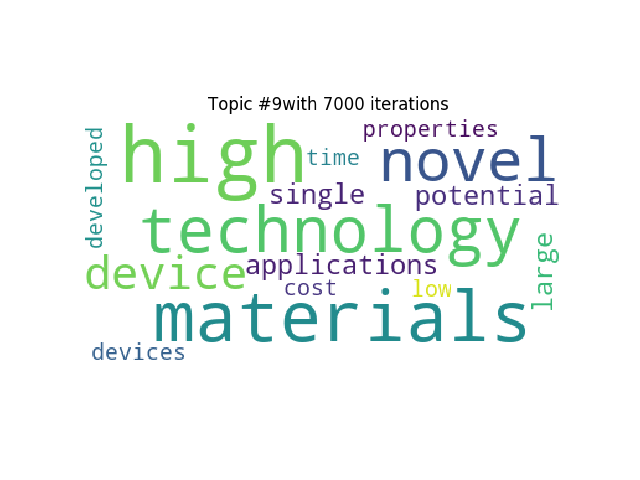 Topic #9with 7000 iterations
developed
high
time
properties
novel
single
potential
technology
device
applications
cost
low
large
materials
devices